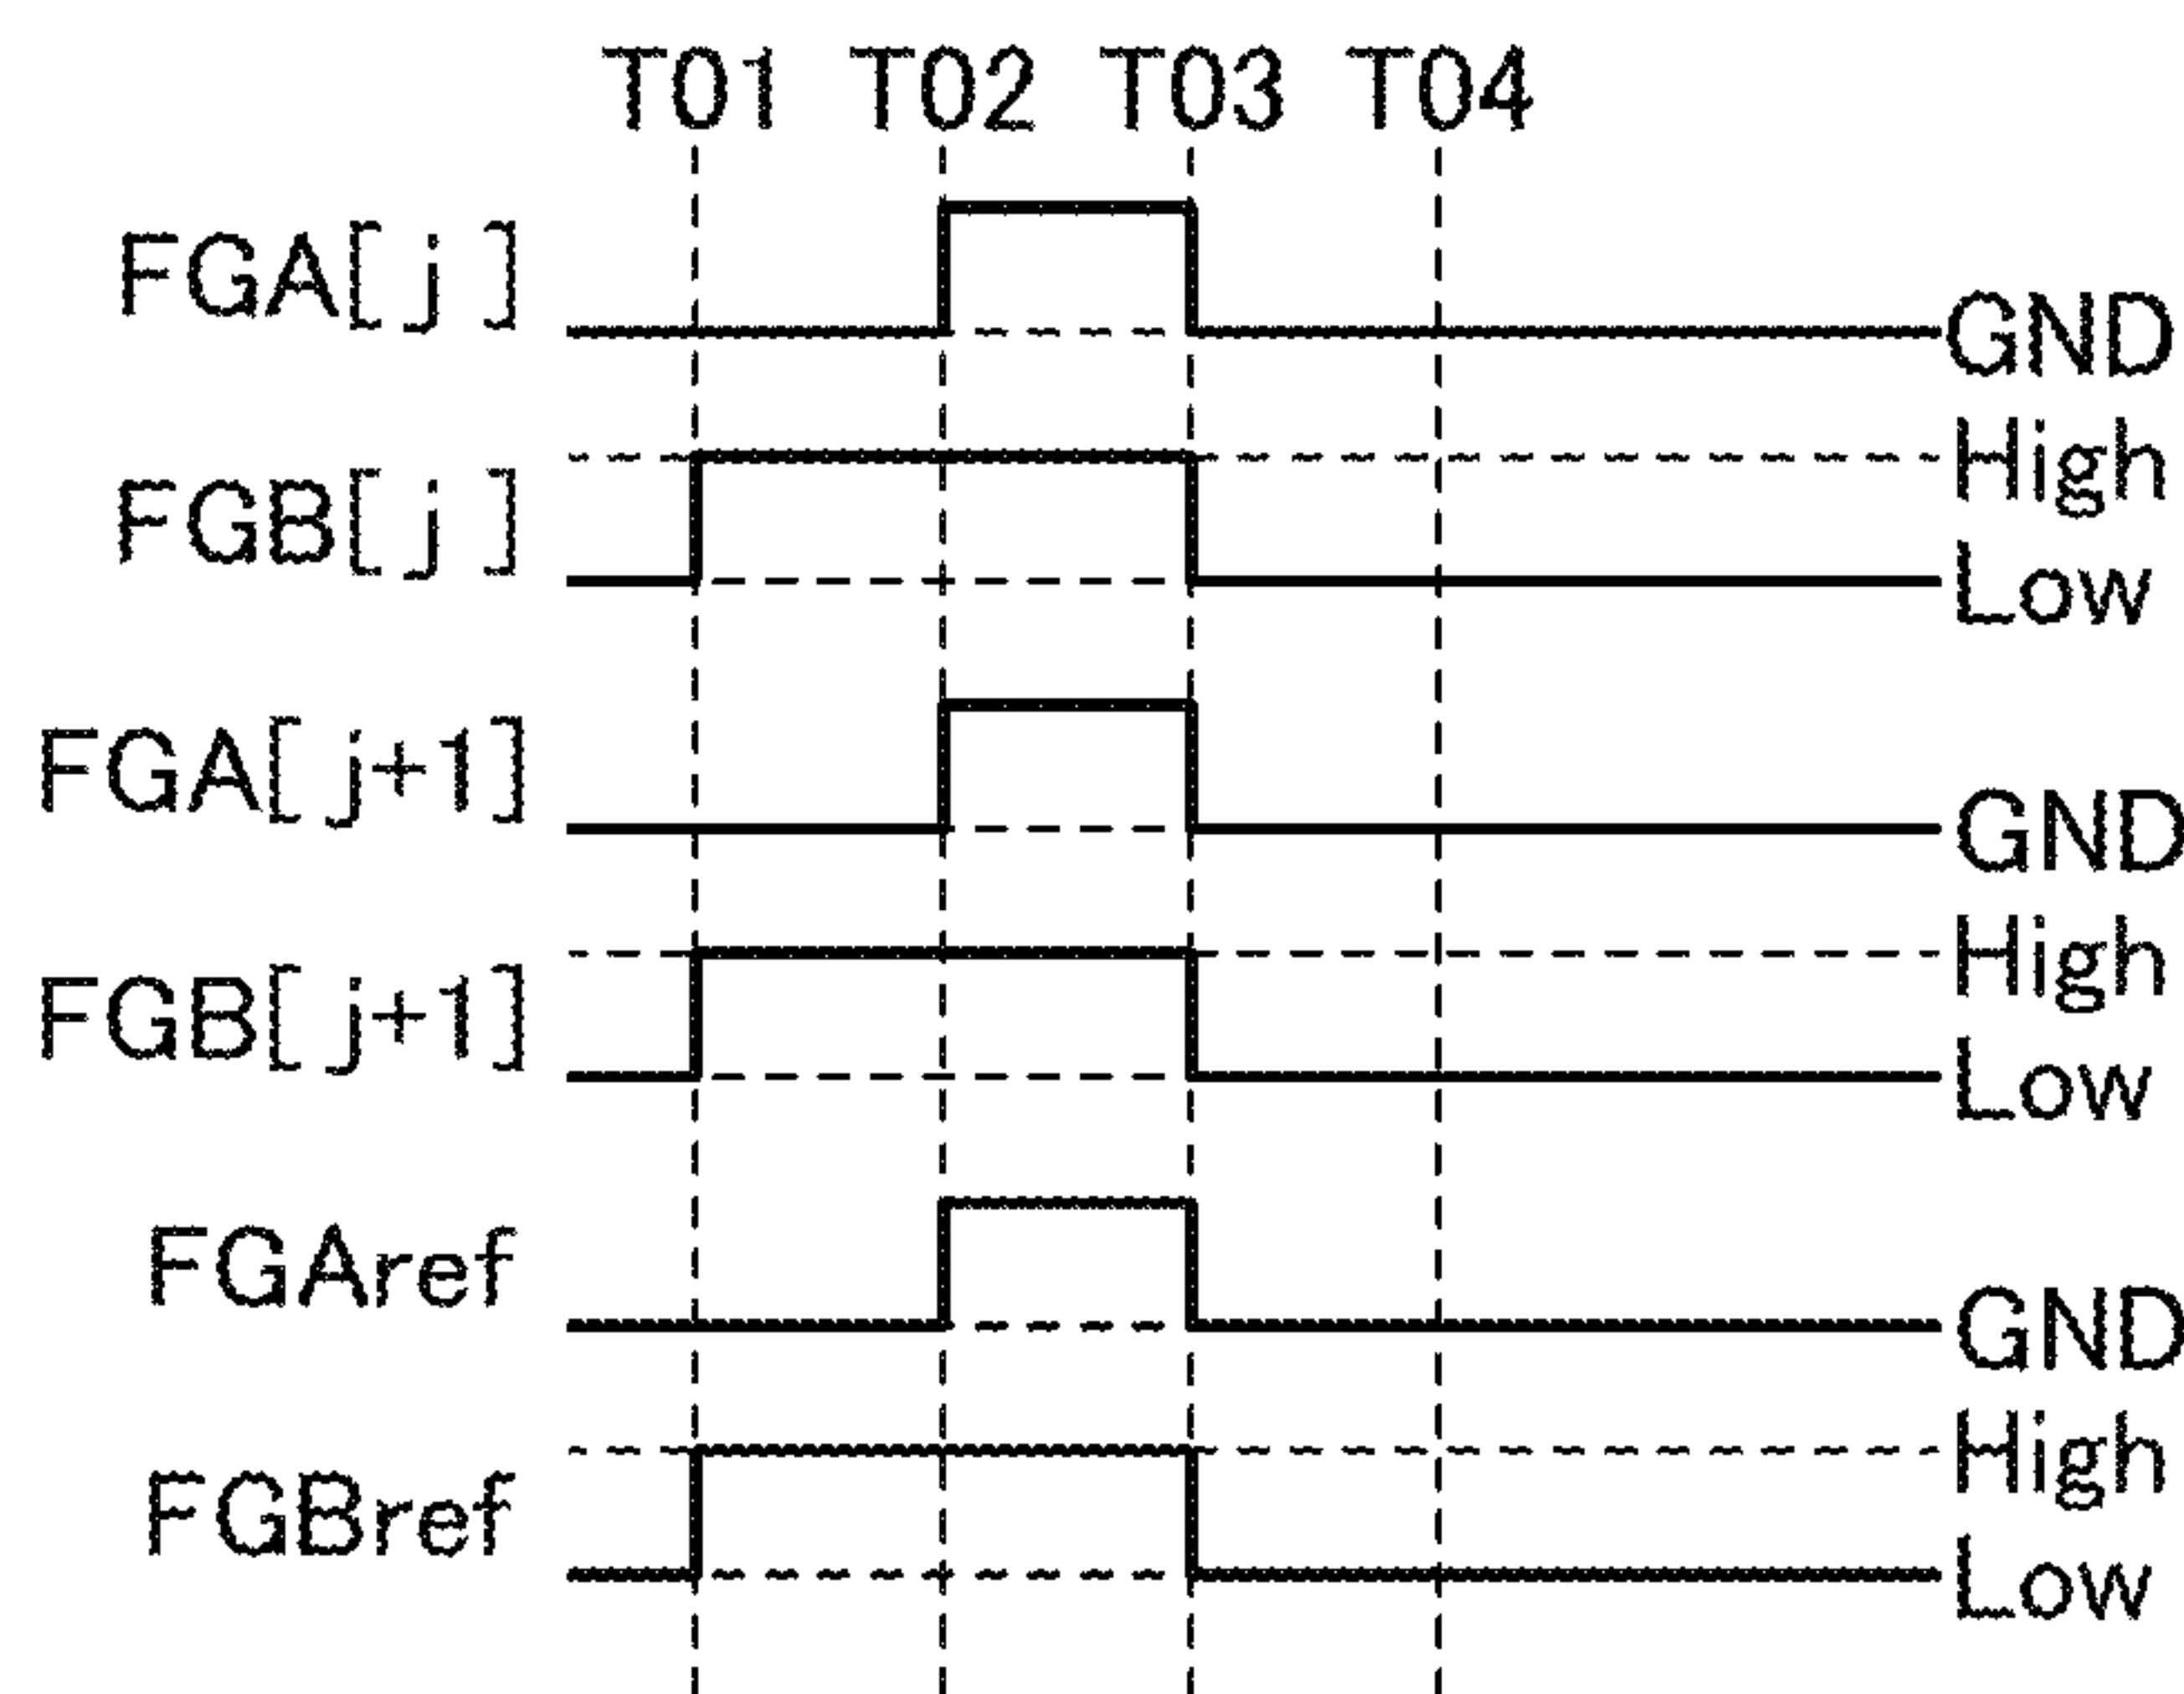 T01 T02 T03 T04
FGA[j]
GND
FGB[j]
High
Low
FGA[j+1]
GND
FGB[j+1]
High
Low
FGAref
GND
FGBref
High
Low